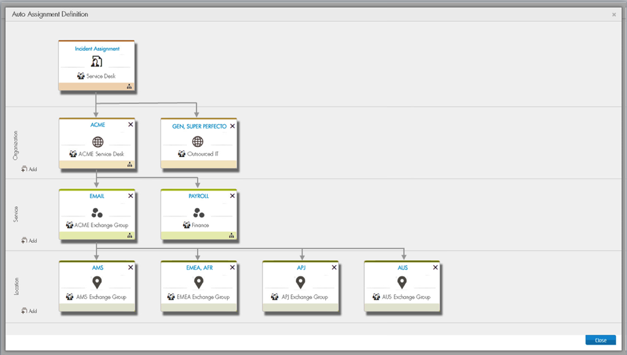 Auto Assignment Definition
Incident Assignment
Service Desk
Organization
ACME
ACME Service Desk
GEN, SUPER PERFECTO
Outsourced IT
Add
Service
EMAIL
ACME Exchange Group
PAYROLL
Finance
Add
Location
AMS
AMS Exchange Group
EMEA, AFR
EMEA Exchange Group
APJ
APJ Exchange Group
AUS
AUS Exchange Group
Add
Close